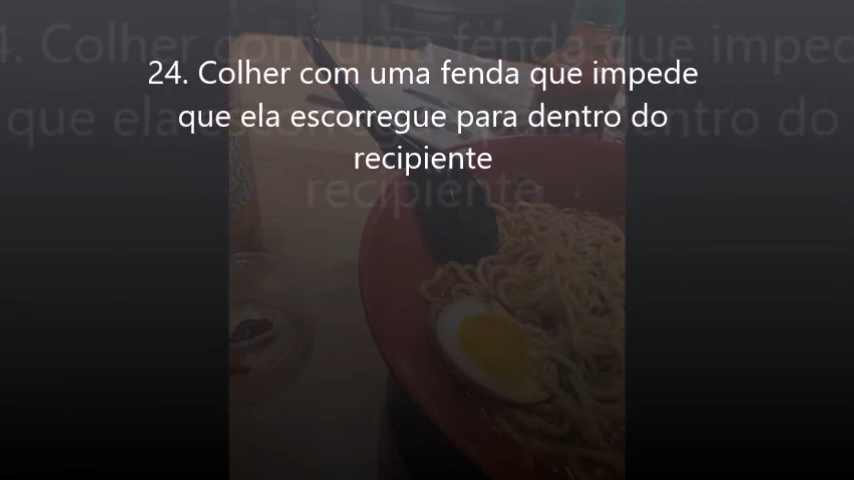 24. Colher com uma fenda que impede
que ela escorregue para dentro do
recipiente